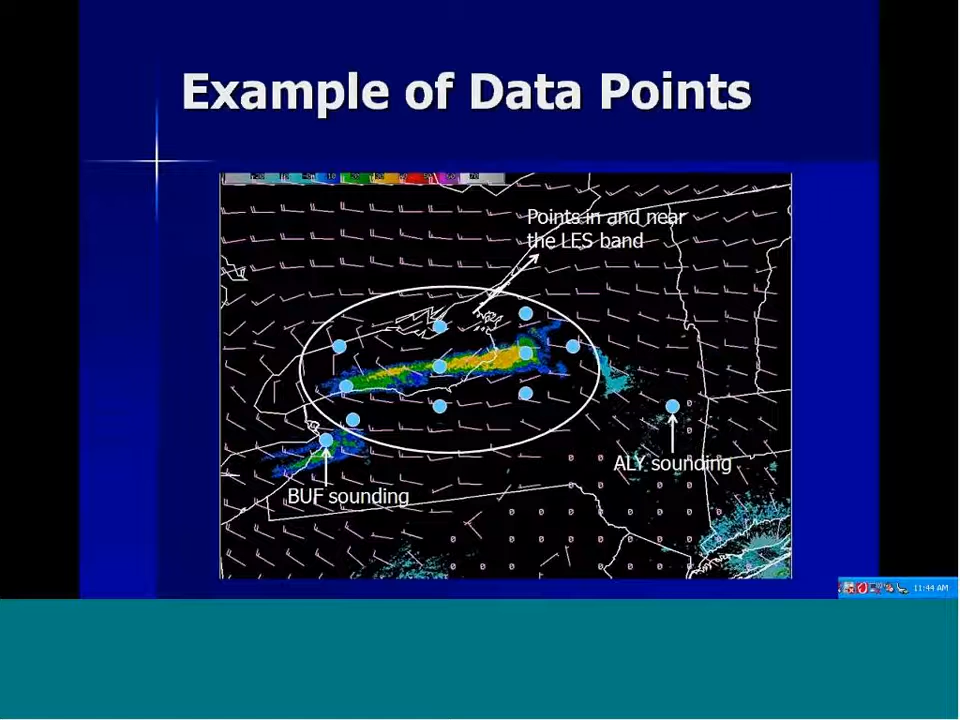 Example of Data Points
Points in and near
the LES band
ALY sounding
BUF sounding
11:44 AM